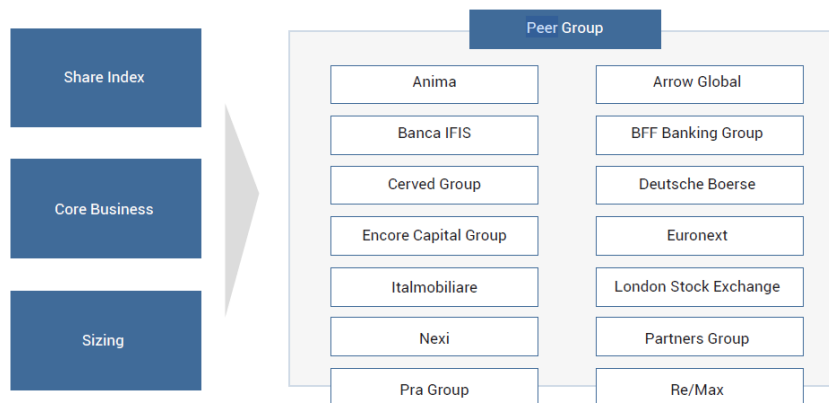 Share Index
Core Business
Sizing
Peer Group
Anima
Arrow Global
Banca IFIS
BFF Banking Group
Cerved Group
Deutsche Boerse
Encore Capital Group
Euronext
Italmobiliare
London Stock Exchange
Nexi
Partners Group
Pra Group
Re/Max